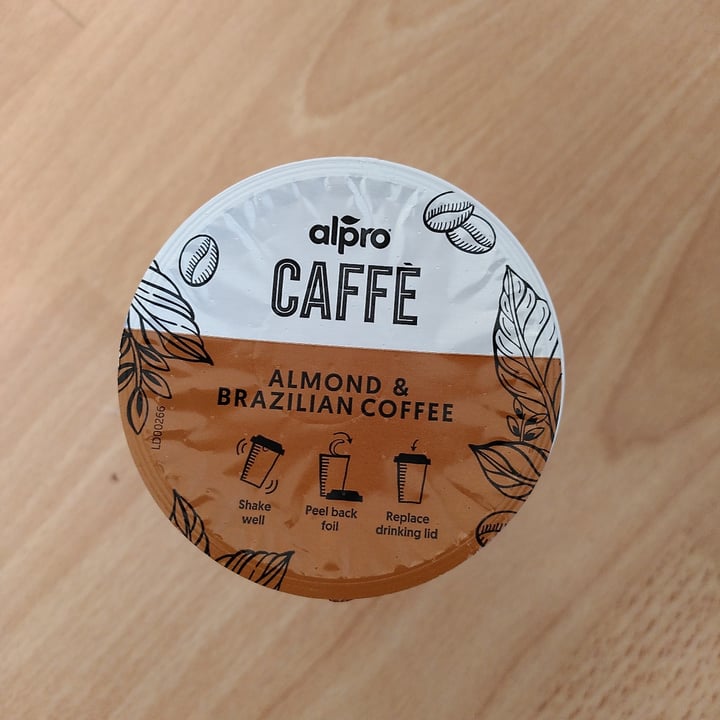 alpro
CAFFÈ
ALMOND &
BRAZILIAN COFFEE
Shake
well
Peel back
foil
Replace
drinking lid
LD00266